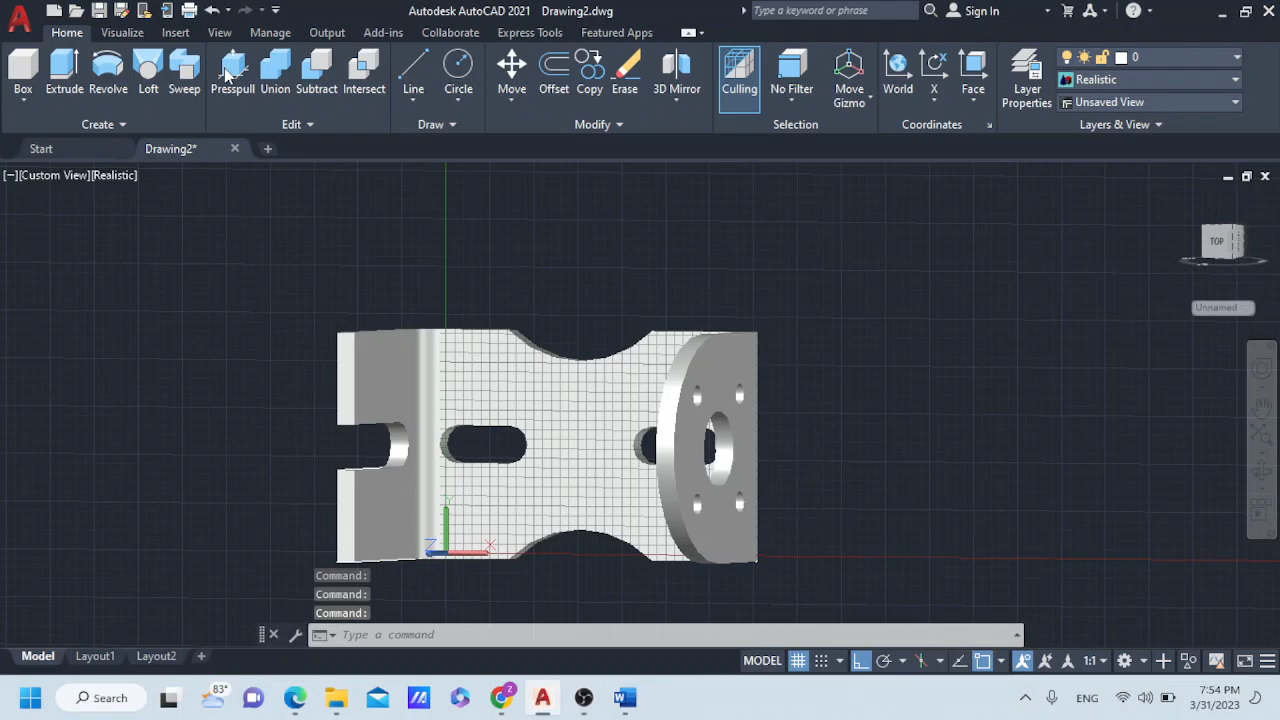 Autodesk AutoCAD 2021 Drawing2.dwg
Type a keyword or phrase
Sign In
Home Visualize Insert View Manage Output Add-ins Collaborate Express Tools Featured Apps
Box Extrude Revolve Loft Sweep
Presspull Union Subtract Intersect
Line Circle
Move Offset Copy Erase 3D Mirror
Culling No Filter Move Gizmo
World X Face
Layer Properties
0
Realistic
Unsaved View
Create Edit Draw Modify Selection Coordinates Layers & View
Start Drawing2*
[−][Custom View][Realistic]
TOP
Unnamed
Y
Z X
Command:
Command:
Command:
Type a command
Model Layout1 Layout2
MODEL 1:1
Search
83°
ENG
7:54 PM
3/31/2023